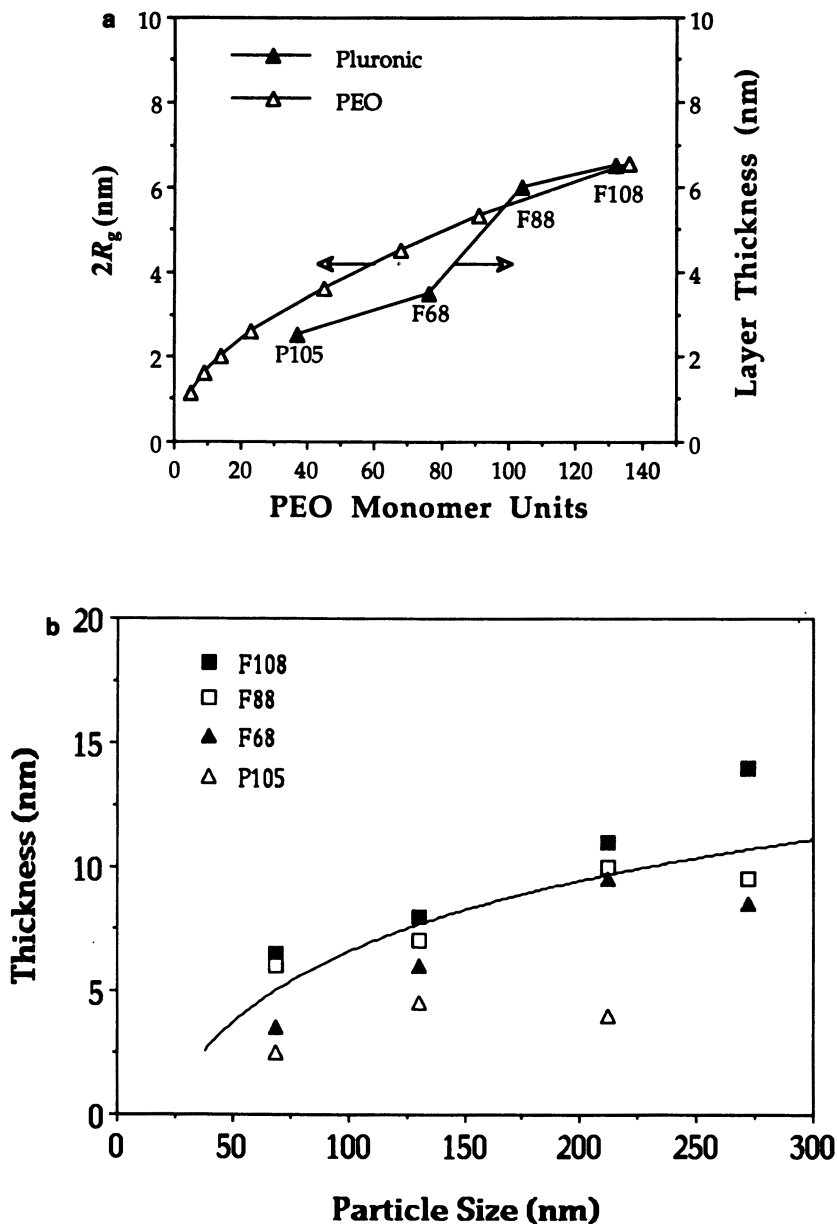 a
Pluronic
PEO
10
8
6
4
2
0
2Rg (nm)
10
8
6
4
2
0
Layer Thickness (nm)
P105
F68
F88
F108
0 20 40 60 80 100 120 140
PEO Monomer Units
b
20
15
10
5
0
Thickness (nm)
F108
F88
F68
P105
0 50 100 150 200 250 300
Particle Size (nm)